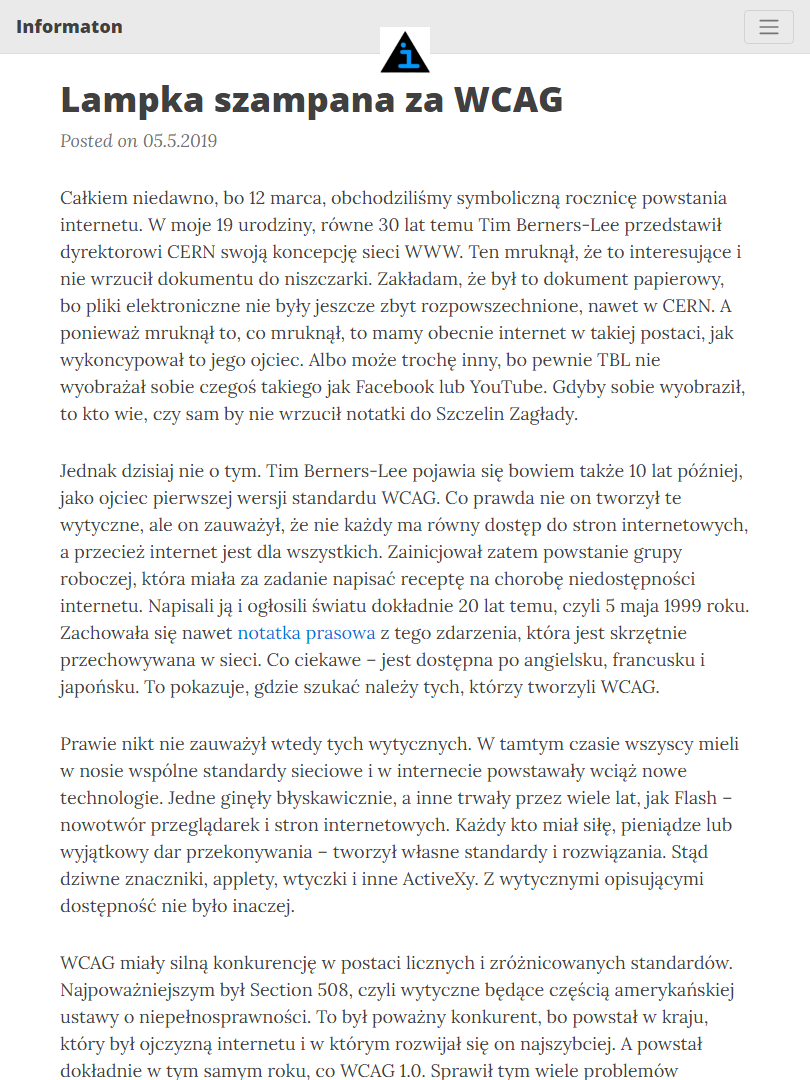 Informaton
i
Lampka szampana za WCAG
Posted on 05.5.2019
Całkiem niedawno, bo 12 marca, obchodziliśmy symboliczną rocznicę powstania
internetu. W moje 19 urodziny, równe 30 lat temu Tim Berners-Lee przedstawił
dyrektorowi CERN swoją koncepcję sieci WWW. Ten mruknął, że to interesujące i
nie wrzucił dokumentu do niszczarki. Zakładam, że był to dokument papierowy,
bo pliki elektroniczne nie były jeszcze zbyt rozpowszechnione, nawet w CERN. A
ponieważ mruknął to, co mruknął, to mamy obecnie internet w takiej postaci, jak
wykoncypował to jego ojciec. Albo może trochę inny, bo pewnie TBL nie
wyobrażał sobie czegoś takiego jak Facebook lub YouTube. Gdyby sobie wyobraził,
to kto wie, czy sam by nie wrzucił notatki do Szczelin Zagłady.
Jednak dzisiaj nie o tym. Tim Berners-Lee pojawia się bowiem także 10 lat później,
jako ojciec pierwszej wersji standardu WCAG. Co prawda nie on tworzył te
wytyczne, ale on zauważył, że nie każdy ma równy dostęp do stron internetowych,
a przecież internet jest dla wszystkich. Zainicjował zatem powstanie grupy
roboczej, która miała za zadanie napisać receptę na chorobę niedostępności
internetu. Napisali ją i ogłosili światu dokładnie 20 lat temu, czyli 5 maja 1999 roku.
Zachowała się nawet notatka prasowa z tego zdarzenia, która jest skrzętnie
przechowywana w sieci. Co ciekawe – jest dostępna po angielsku, francusku i
japońsku. To pokazuje, gdzie szukać należy tych, którzy tworzyli WCAG.
Prawie nikt nie zauważył wtedy tych wytycznych. W tamtym czasie wszyscy mieli
w nosie wspólne standardy sieciowe i w internecie powstawały wciąż nowe
technologie. Jedne ginęły błyskawicznie, a inne trwały przez wiele lat, jak Flash –
nowotwór przeglądarek i stron internetowych. Każdy kto miał siłę, pieniądze lub
wyjątkowy dar przekonywania – tworzył własne standardy i rozwiązania. Stąd
dziwne znaczniki, applety, wtyczki i inne ActiveXy. Z wytycznymi opisującymi
dostępność nie było inaczej.
WCAG miały silną konkurencję w postaci licznych i zróżnicowanych standardów.
Najpoważniejszym był Section 508, czyli wytyczne będące częścią amerykańskiej
ustawy o niepełnosprawności. To był poważny konkurent, bo powstał w kraju,
który był ojczyzną internetu i w którym rozwijał się on najszybciej. A powstał
dokładnie w tym samym roku, co WCAG 1.0. Sprawił tym wiele problemów